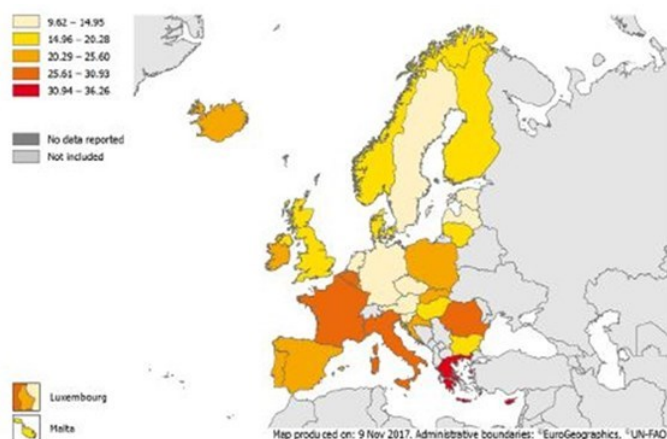 9.62 – 14.95
14.96 – 20.28
20.29 – 25.60
25.61 – 30.93
30.94 – 36.26
No data reported
Not included
Luxembourg
Malta
Map produced on: 9 Nov 2017. Administrative boundaries: ©EuroGeographics, ©UN-FAO